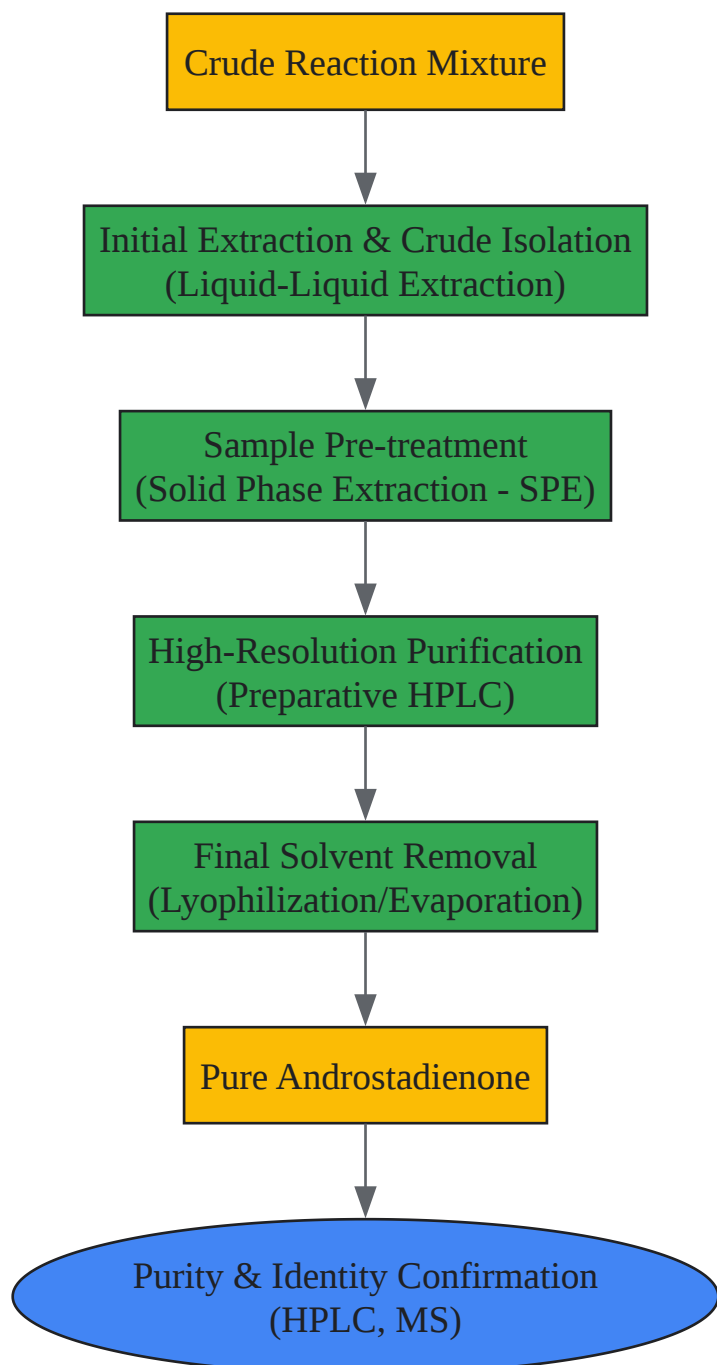 Crude Reaction Mixture
Initial Extraction & Crude Isolation
(Liquid-Liquid Extraction)
Sample Pre-treatment
(Solid Phase Extraction - SPE)
High-Resolution Purification
(Preparative HPLC)
Final Solvent Removal
(Lyophilization/Evaporation)
Pure Androstadienone
Purity & Identity Confirmation
(HPLC, MS)